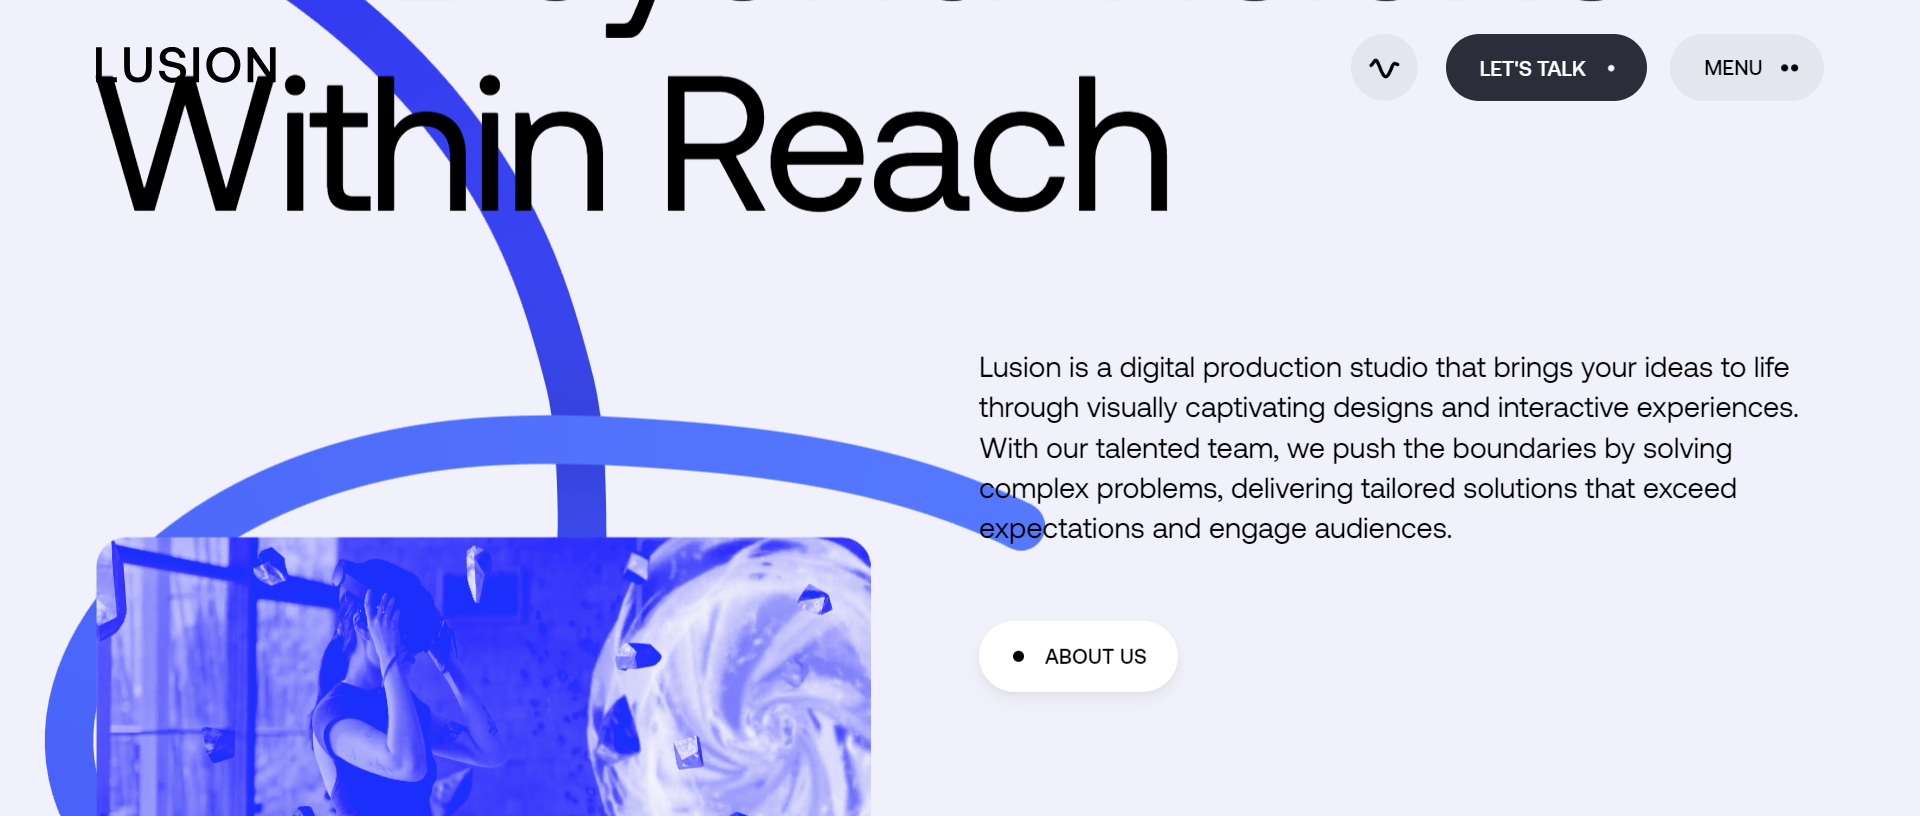 LUSION
LET'S TALK
MENU
Within Reach
Lusion is a digital production studio that brings your ideas to life
through visually captivating designs and interactive experiences.
With our talented team, we push the boundaries by solving
complex problems, delivering tailored solutions that exceed
expectations and engage audiences.
ABOUT US